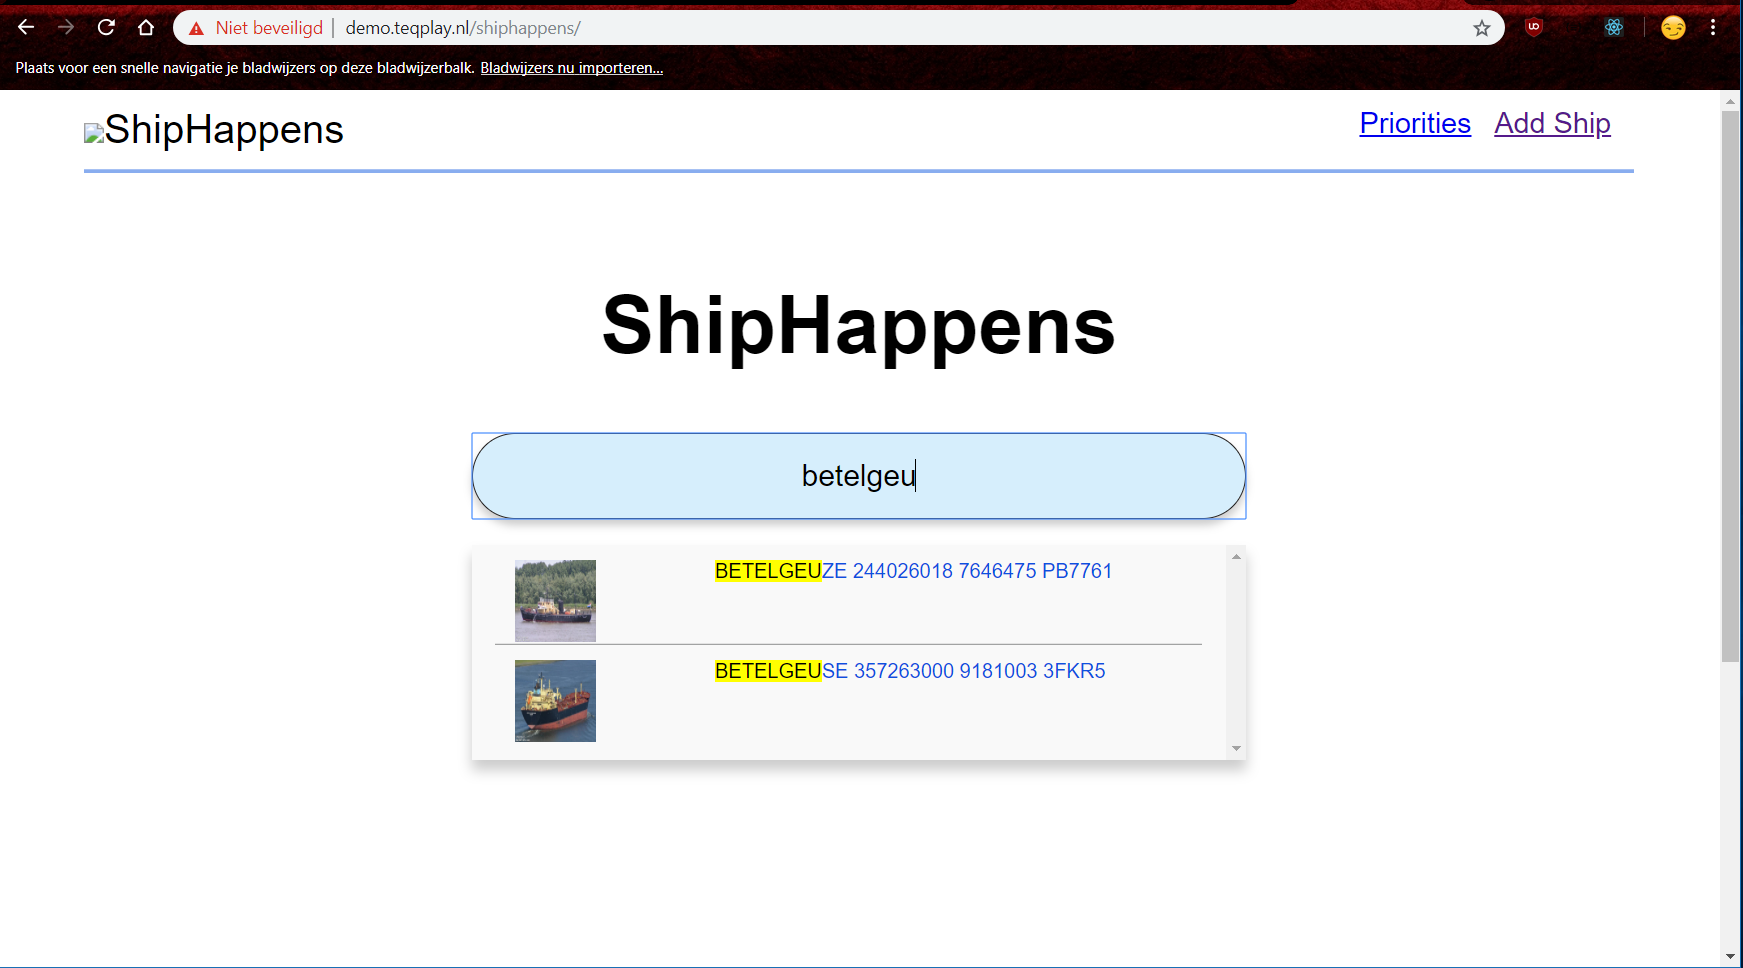 Niet beveiligd | demo.teqplay.nl/shiphappens/
Plaats voor een snelle navigatie je bladwijzers op deze bladwijzerbalk. Bladwijzers nu importeren...
ShipHappens
Priorities Add Ship
ShipHappens
betelgeu
BETELGEUZE 244026018 7646475 PB7761
BETELGEUSE 357263000 9181003 3FKR5